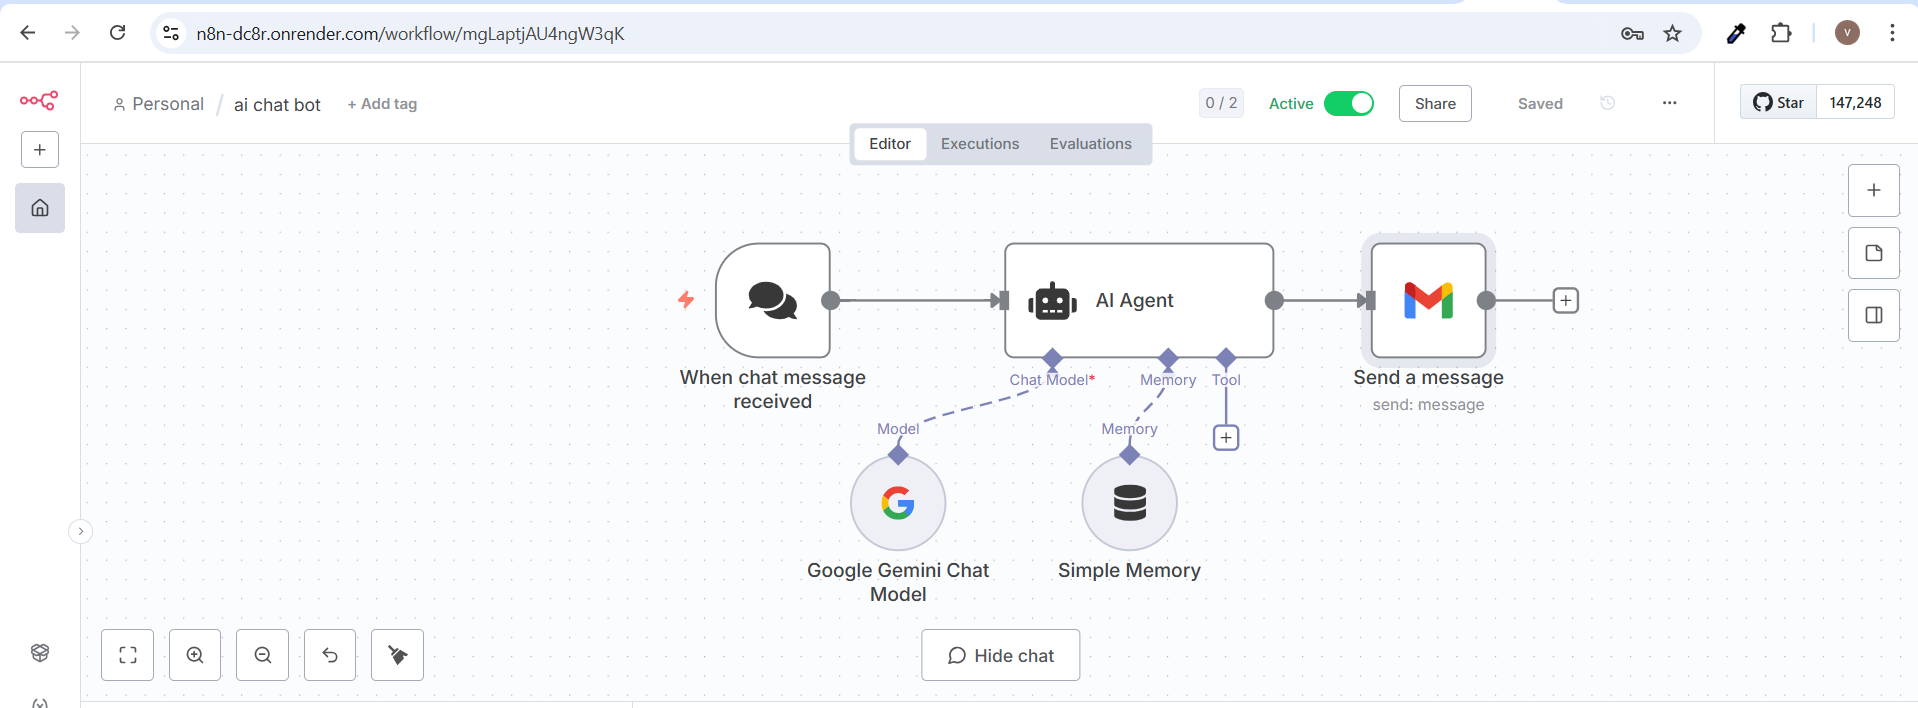 n8n-dc8r.onrender.com/workflow/mgLaptjAU4ngW3qK
V
Personal / ai chat bot + Add tag
0 / 2
Active
Share
Saved
Star
147,248
Editor
Executions
Evaluations
AI Agent
When chat message
received
Chat Model*
Memory
Tool
Send a message
send: message
Model
Memory
Google Gemini Chat
Model
Simple Memory
Hide chat